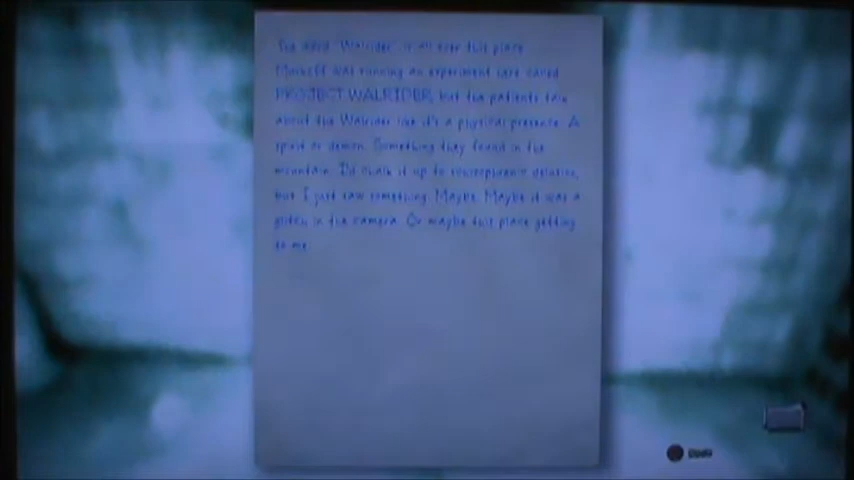 The word "Walrider" is all over this place.
Murkoff was running an experiment here called
PROJECT WALRIDER, but the patients talk
about the Walrider like it's a physical presence. A
spirit or demon. Something they found in the
mountain. I'd chalk it up to schizophrenic delusion,
but I just saw something. Maybe. Maybe it was a
glitch in the camera. Or maybe this place getting
to me.